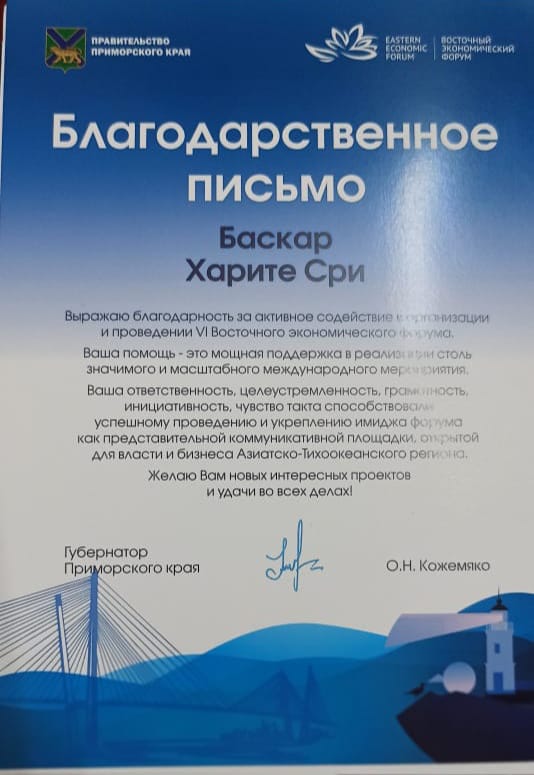 ПРАВИТЕЛЬСТВО
ПРИМОРСКОГО КРАЯ
EASTERN
ECONOMIC
FORUM
ВОСТОЧНЫЙ
ЭКОНОМИЧЕСКИЙ
ФОРУМ
Благодарственное
письмо
Баскар
Харите Сри
Выражаю благодарность за активное содействие в организации
и проведении VI Восточного экономического форума.
Ваша помощь - это мощная поддержка в реализации столь
значимого и масштабного международного мероприятия.
Ваша ответственность, целеустремленность, грамотность,
инициативность, чувство такта способствовали
успешному проведению и укреплению имиджа форума
как представительной коммуникативной площадки, открытой
для власти и бизнеса Азиатско-Тихоокеанского региона.
Желаю Вам новых интересных проектов
и удачи во всех делах!
Губернатор
Приморского края
О.Н. Кожемяко